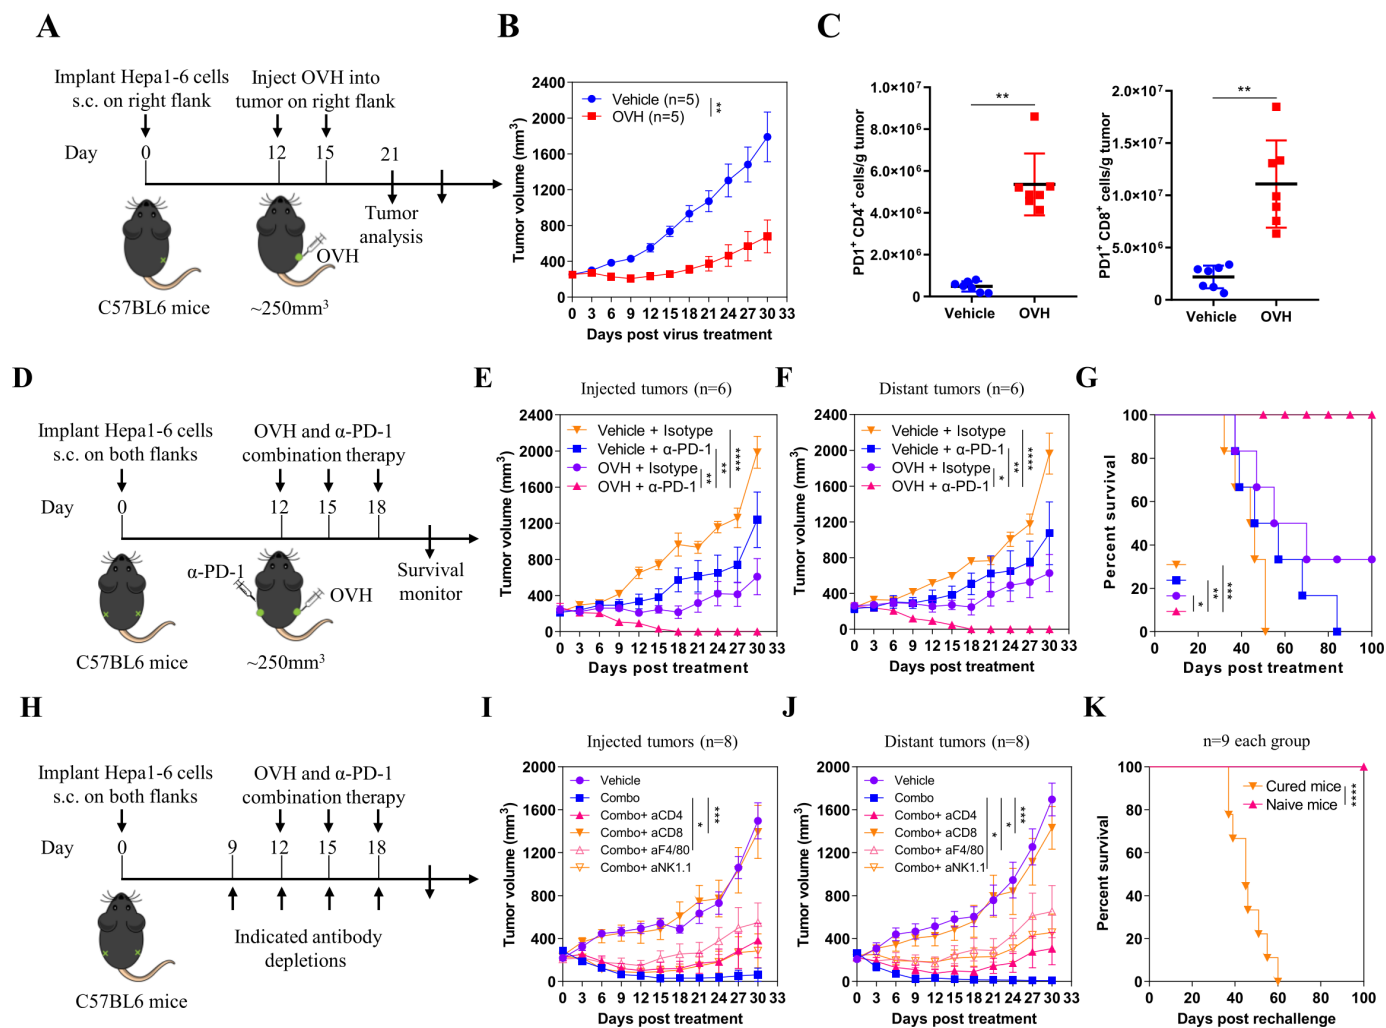 A
Implant Hepa1-6 cells
s.c. on right flank
Inject OVH into
tumor on right flank
Day
0
12
15
21
Tumor
analysis
OVH
C57BL6 mice
~250mm³
B
Tumor volume (mm³)
2400
2000
1600
1200
800
400
0
Vehicle (n=5)
OVH (n=5)
**
0 3 6 9 12 15 18 21 24 27 30 33
Days post virus treatment
C
PD1⁺ CD4⁺ cells/g tumor
1.0×10⁶
8.0×10⁶
6.0×10⁶
4.0×10⁶
2.0×10⁶
0
**
Vehicle OVH
PD1⁺ CD8⁺ cells/g tumor
2.0×10⁷
1.5×10⁷
1.0×10⁷
5.0×10⁶
0
**
Vehicle OVH
D
Implant Hepa1-6 cells
s.c. on both flanks
OVH and α-PD-1
combination therapy
Day
0
12
15
18
Survival
monitor
α-PD-1
OVH
C57BL6 mice
~250mm³
E
Injected tumors (n=6)
Tumor volume (mm³)
2400
2000
1600
1200
800
400
0
Vehicle + Isotype
Vehicle + α-PD-1
OVH + Isotype
OVH + α-PD-1
**
**
****
0 3 6 9 12 15 18 21 24 27 30 33
Days post treatment
F
Distant tumors (n=6)
Tumor volume (mm³)
2400
2000
1600
1200
800
400
0
Vehicle + Isotype
Vehicle + α-PD-1
OVH + Isotype
OVH + α-PD-1
*
**
****
0 3 6 9 12 15 18 21 24 27 30 33
Days post treatment
G
Percent survival
100
80
60
40
20
0
*
**
***
0 20 40 60 80 100
Days post treatment
H
Implant Hepa1-6 cells
s.c. on both flanks
OVH and α-PD-1
combination therapy
Day
0
9
12
15
18
Indicated antibody
depletions
C57BL6 mice
I
Injected tumors (n=8)
Tumor volume (mm³)
2000
1600
1200
800
400
0
Vehicle
Combo
Combo+ aCD4
Combo+ aCD8
Combo+ aF4/80
Combo+ aNK1.1
*
***
0 3 6 9 12 15 18 21 24 27 30 33
Days post treatment
J
Distant tumors (n=8)
Tumor volume (mm³)
2000
1600
1200
800
400
0
Vehicle
Combo
Combo+ aCD4
Combo+ aCD8
Combo+ aF4/80
Combo+ aNK1.1
*
*
***
0 3 6 9 12 15 18 21 24 27 30 33
Days post treatment
K
n=9 each group
Percent survival
100
80
60
40
20
0
Cured mice
Naive mice
****
0 20 40 60 80 100
Days post rechallenge